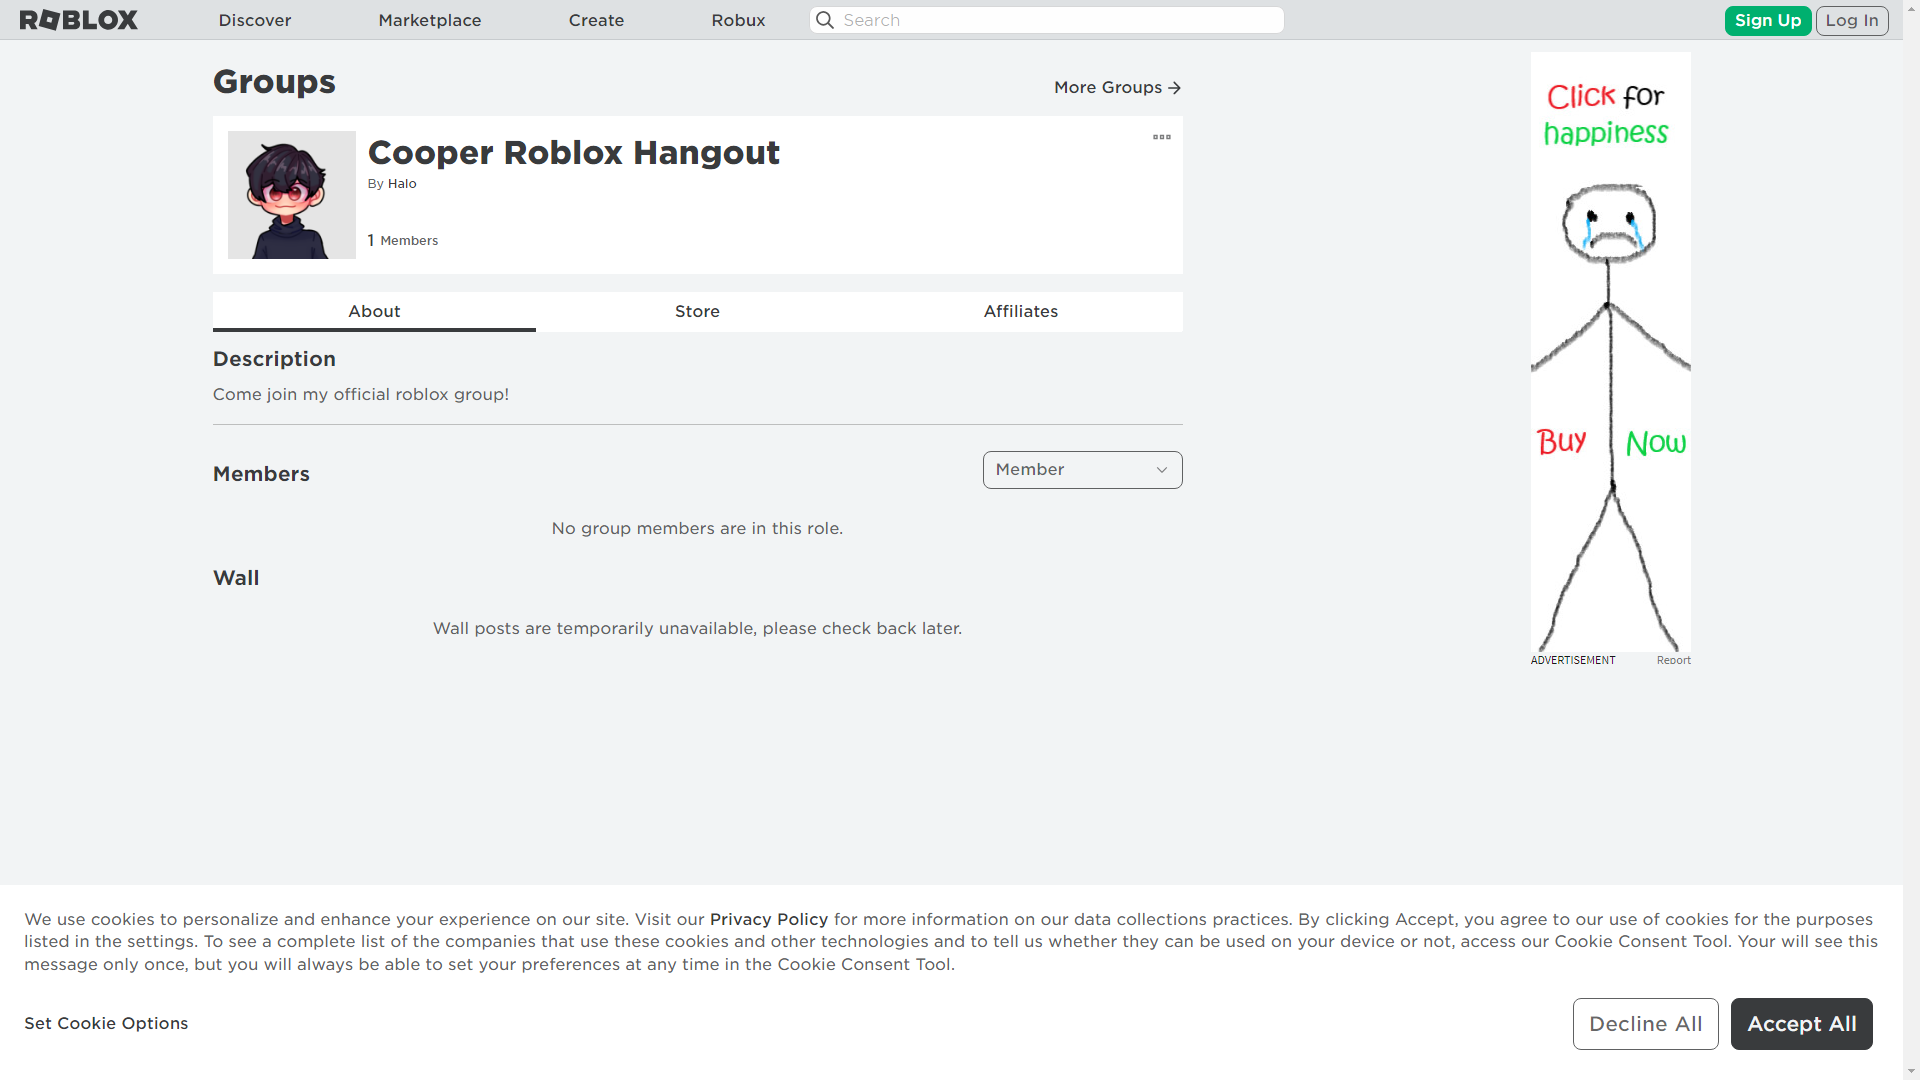 ROBLOX
Discover
Marketplace
Create
Robux
Search
Sign Up
Log In
Groups
More Groups
Cooper Roblox Hangout
By Halo
1 Members
About
Store
Affiliates
Description
Come join my official roblox group!
Members
Member
No group members are in this role.
Wall
Wall posts are temporarily unavailable, please check back later.
Click for
happiness
Buy Now
ADVERTISEMENT
Report
We use cookies to personalize and enhance your experience on our site. Visit our Privacy Policy for more information on our data collections practices. By clicking Accept, you agree to our use of cookies for the purposes
listed in the settings. To see a complete list of the companies that use these cookies and other technologies and to tell us whether they can be used on your device or not, access our Cookie Consent Tool. Your will see this
message only once, but you will always be able to set your preferences at any time in the Cookie Consent Tool.
Set Cookie Options
Decline All
Accept All